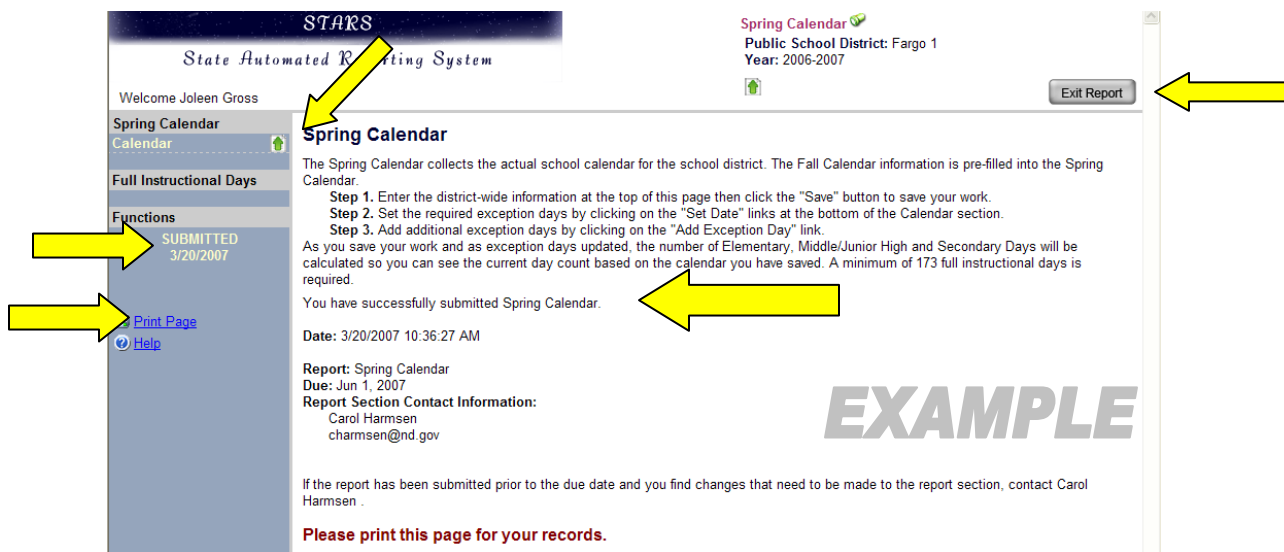 STARS
State Automated Reporting System
Spring Calendar
Public School District: Fargo 1
Year: 2006-2007
Welcome Joleen Gross
Exit Report
Spring Calendar
Calendar
Full Instructional Days
Functions
SUBMITTED
3/20/2007
Print Page
Help
Spring Calendar
The Spring Calendar collects the actual school calendar for the school district. The Fall Calendar information is pre-filled into the Spring
Calendar.
Step 1. Enter the district-wide information at the top of this page then click the "Save" button to save your work.
Step 2. Set the required exception days by clicking on the "Set Date" links at the bottom of the Calendar section.
Step 3. Add additional exception days by clicking on the "Add Exception Day" link.
As you save your work and as exception days updated, the number of Elementary, Middle/Junior High and Secondary Days will be
calculated so you can see the current day count based on the calendar you have saved. A minimum of 173 full instructional days is
required.
You have successfully submitted Spring Calendar.
Date: 3/20/2007 10:36:27 AM
Report: Spring Calendar
Due: Jun 1, 2007
Report Section Contact Information:
Carol Harmsen
charmsen@nd.gov
EXAMPLE
If the report has been submitted prior to the due date and you find changes that need to be made to the report section, contact Carol
Harmsen .
Please print this page for your records.